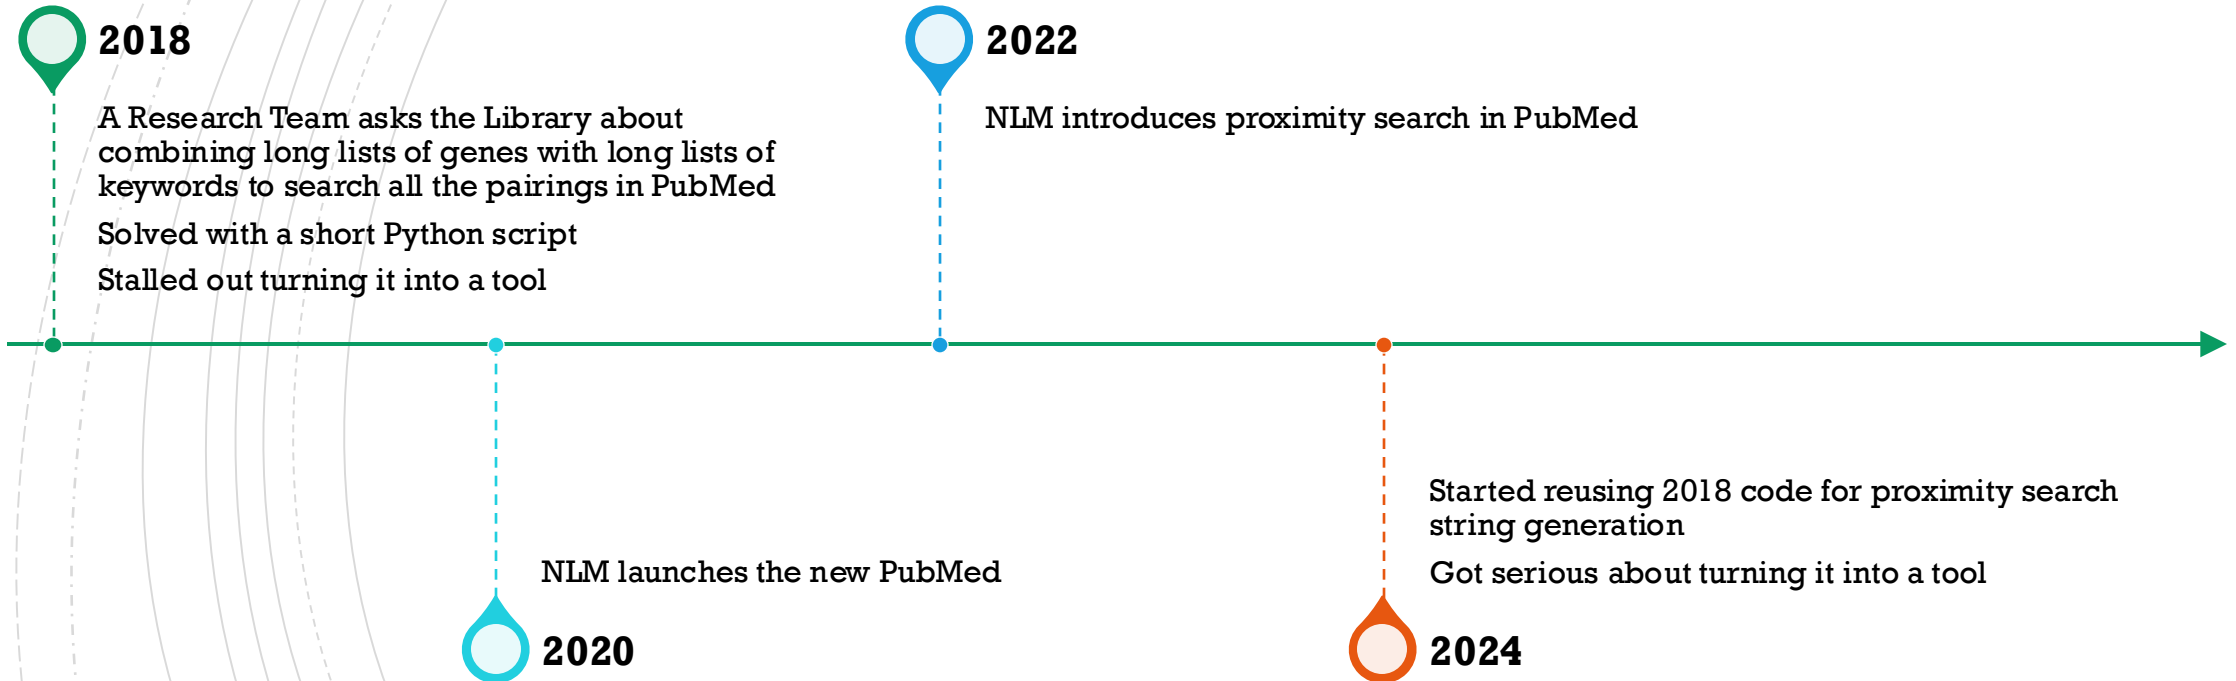 2018
A Research Team asks the Library about
combining long lists of genes with long lists of
keywords to search all the pairings in PubMed
Solved with a short Python script
Stalled out turning it into a tool
NLM launches the new PubMed
2020
2022
NLM introduces proximity search in PubMed
Started reusing 2018 code for proximity search
string generation
Got serious about turning it into a tool
2024